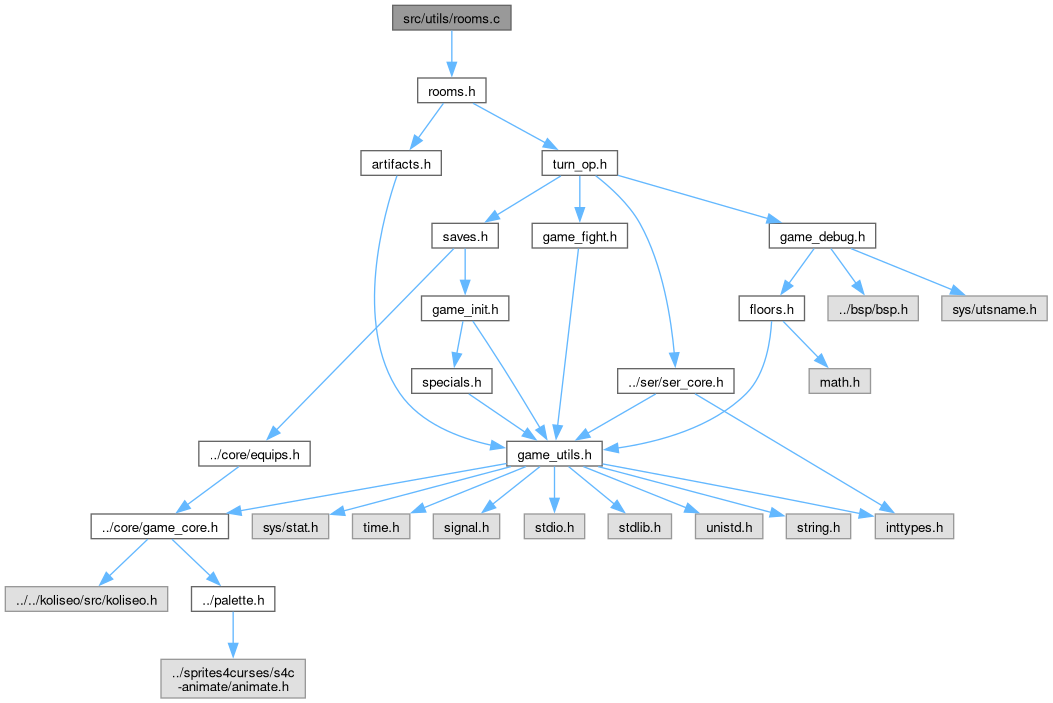 src/utils/rooms.c
rooms.h
artifacts.h
turn_op.h
saves.h
game_fight.h
game_debug.h
game_init.h
floors.h
../bsp/bsp.h
sys/utsname.h
specials.h
../ser/ser_core.h
math.h
../core/equips.h
game_utils.h
../core/game_core.h
sys/stat.h
time.h
signal.h
stdio.h
stdlib.h
unistd.h
string.h
inttypes.h
../../koliseo/src/koliseo.h
../palette.h
../sprites4curses/s4c
-animate/animate.h